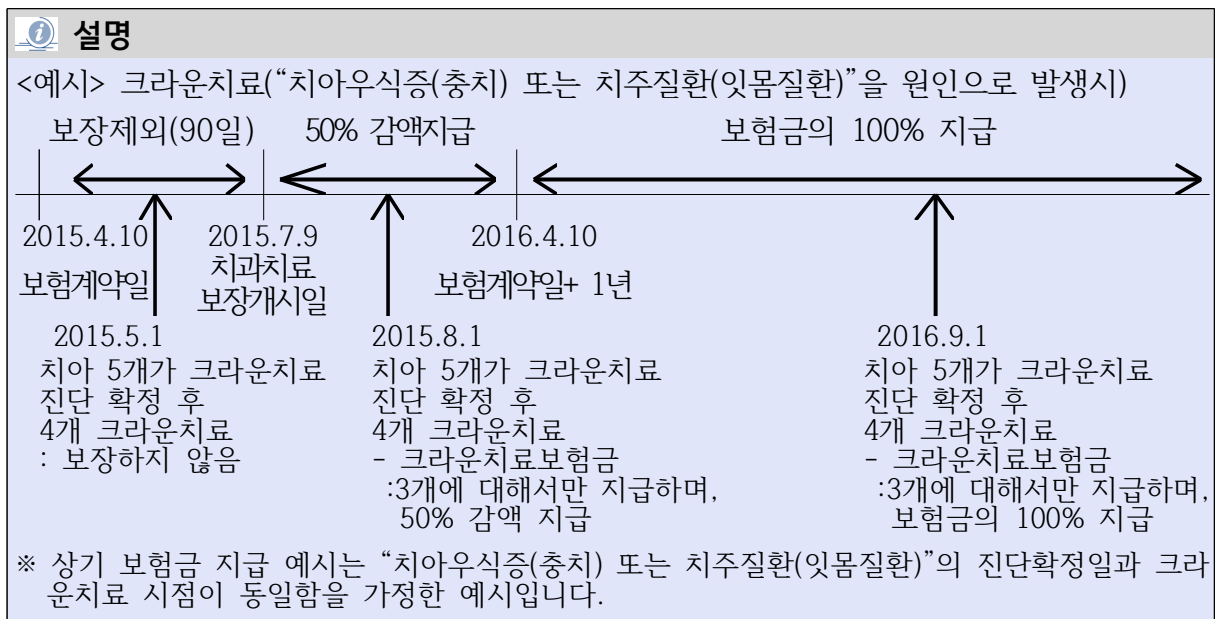 설명
<예시> 크라운치료(“치아우식증(충치) 또는 치주질환(잇몸질환)”을 원인으로 발생시)
보장제외(90일) 50% 감액지급 보험금의 100% 지급
2015.4.10 2015.7.9 2016.4.10
보험계약일 치과치료 보장개시일 보험계약일+ 1년
2015.5.1
치아 5개가 크라운치료
진단 확정 후
4개 크라운치료
: 보장하지 않음
2015.8.1
치아 5개가 크라운치료
진단 확정 후
4개 크라운치료
- 크라운치료보험금
:3개에 대해서만 지급하며,
50% 감액 지급
2016.9.1
치아 5개가 크라운치료
진단 확정 후
4개 크라운치료
- 크라운치료보험금
:3개에 대해서만 지급하며,
보험금의 100% 지급
※ 상기 보험금 지급 예시는 “치아우식증(충치) 또는 치주질환(잇몸질환)”의 진단확정일과 크라
운치료 시점이 동일함을 가정한 예시입니다.